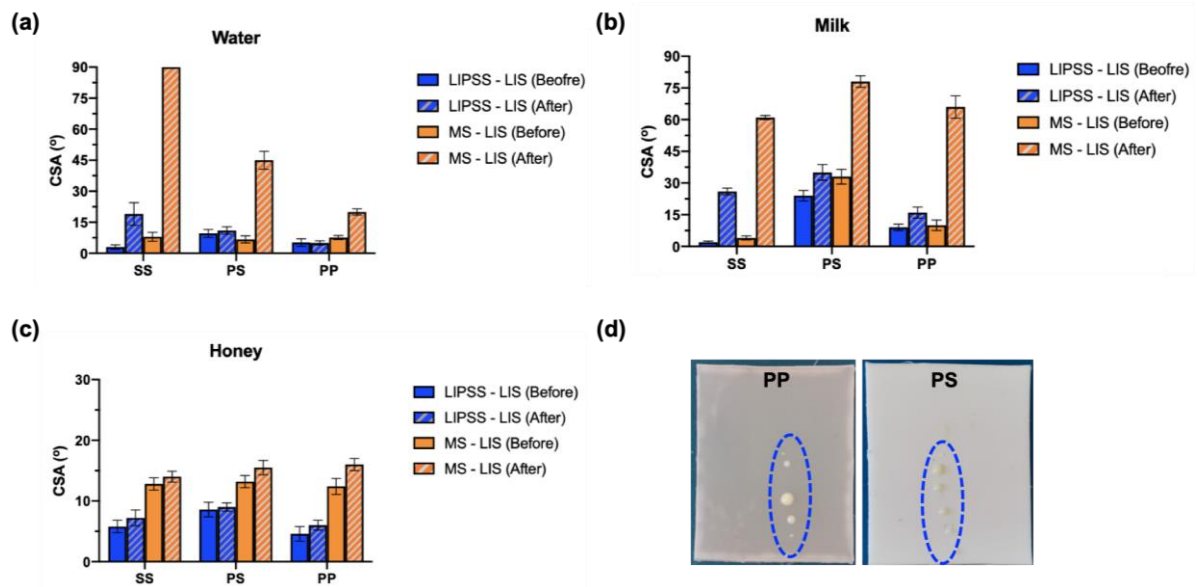 (a)
Water
CSA (º)
90
75
60
45
30
15
0
SS PS PP
LIPSS - LIS (Beofre)
LIPSS - LIS (After)
MS - LIS (Before)
MS - LIS (After)
(b)
Milk
CSA (º)
90
75
60
45
30
15
0
SS PS PP
LIPSS - LIS (Before)
LIPSS - LIS (After)
MS - LIS (Before)
MS - LIS (After)
(c)
Honey
CSA (º)
30
20
10
0
SS PS PP
LIPSS - LIS (Before)
LIPSS - LIS (After)
MS - LIS (Before)
MS - LIS (After)
(d)
PP PS